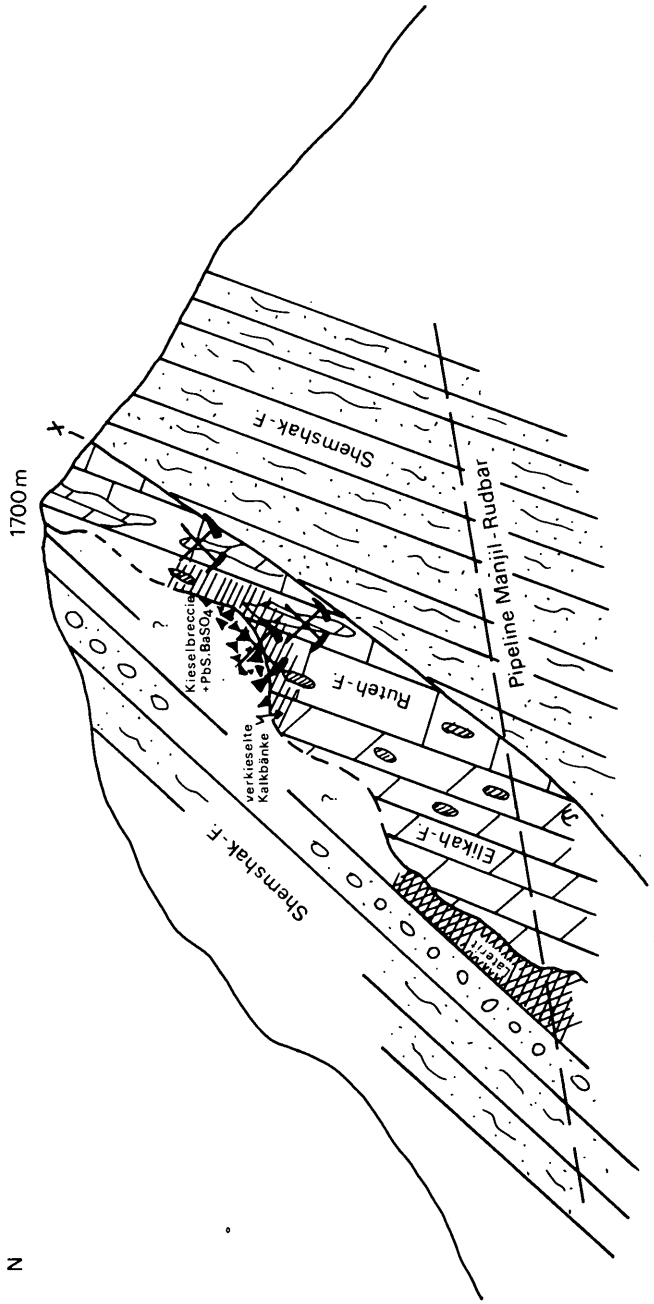 N
1700 m
X
Shemshak-F.
Kieselbreccie
+PbS.BaSO4
verkieselte
Kalkbänke
?
?
Shemshak-F.
Ruteh-F.
Elikah-F.
Laterit
Pipeline Manjil-Rudbar